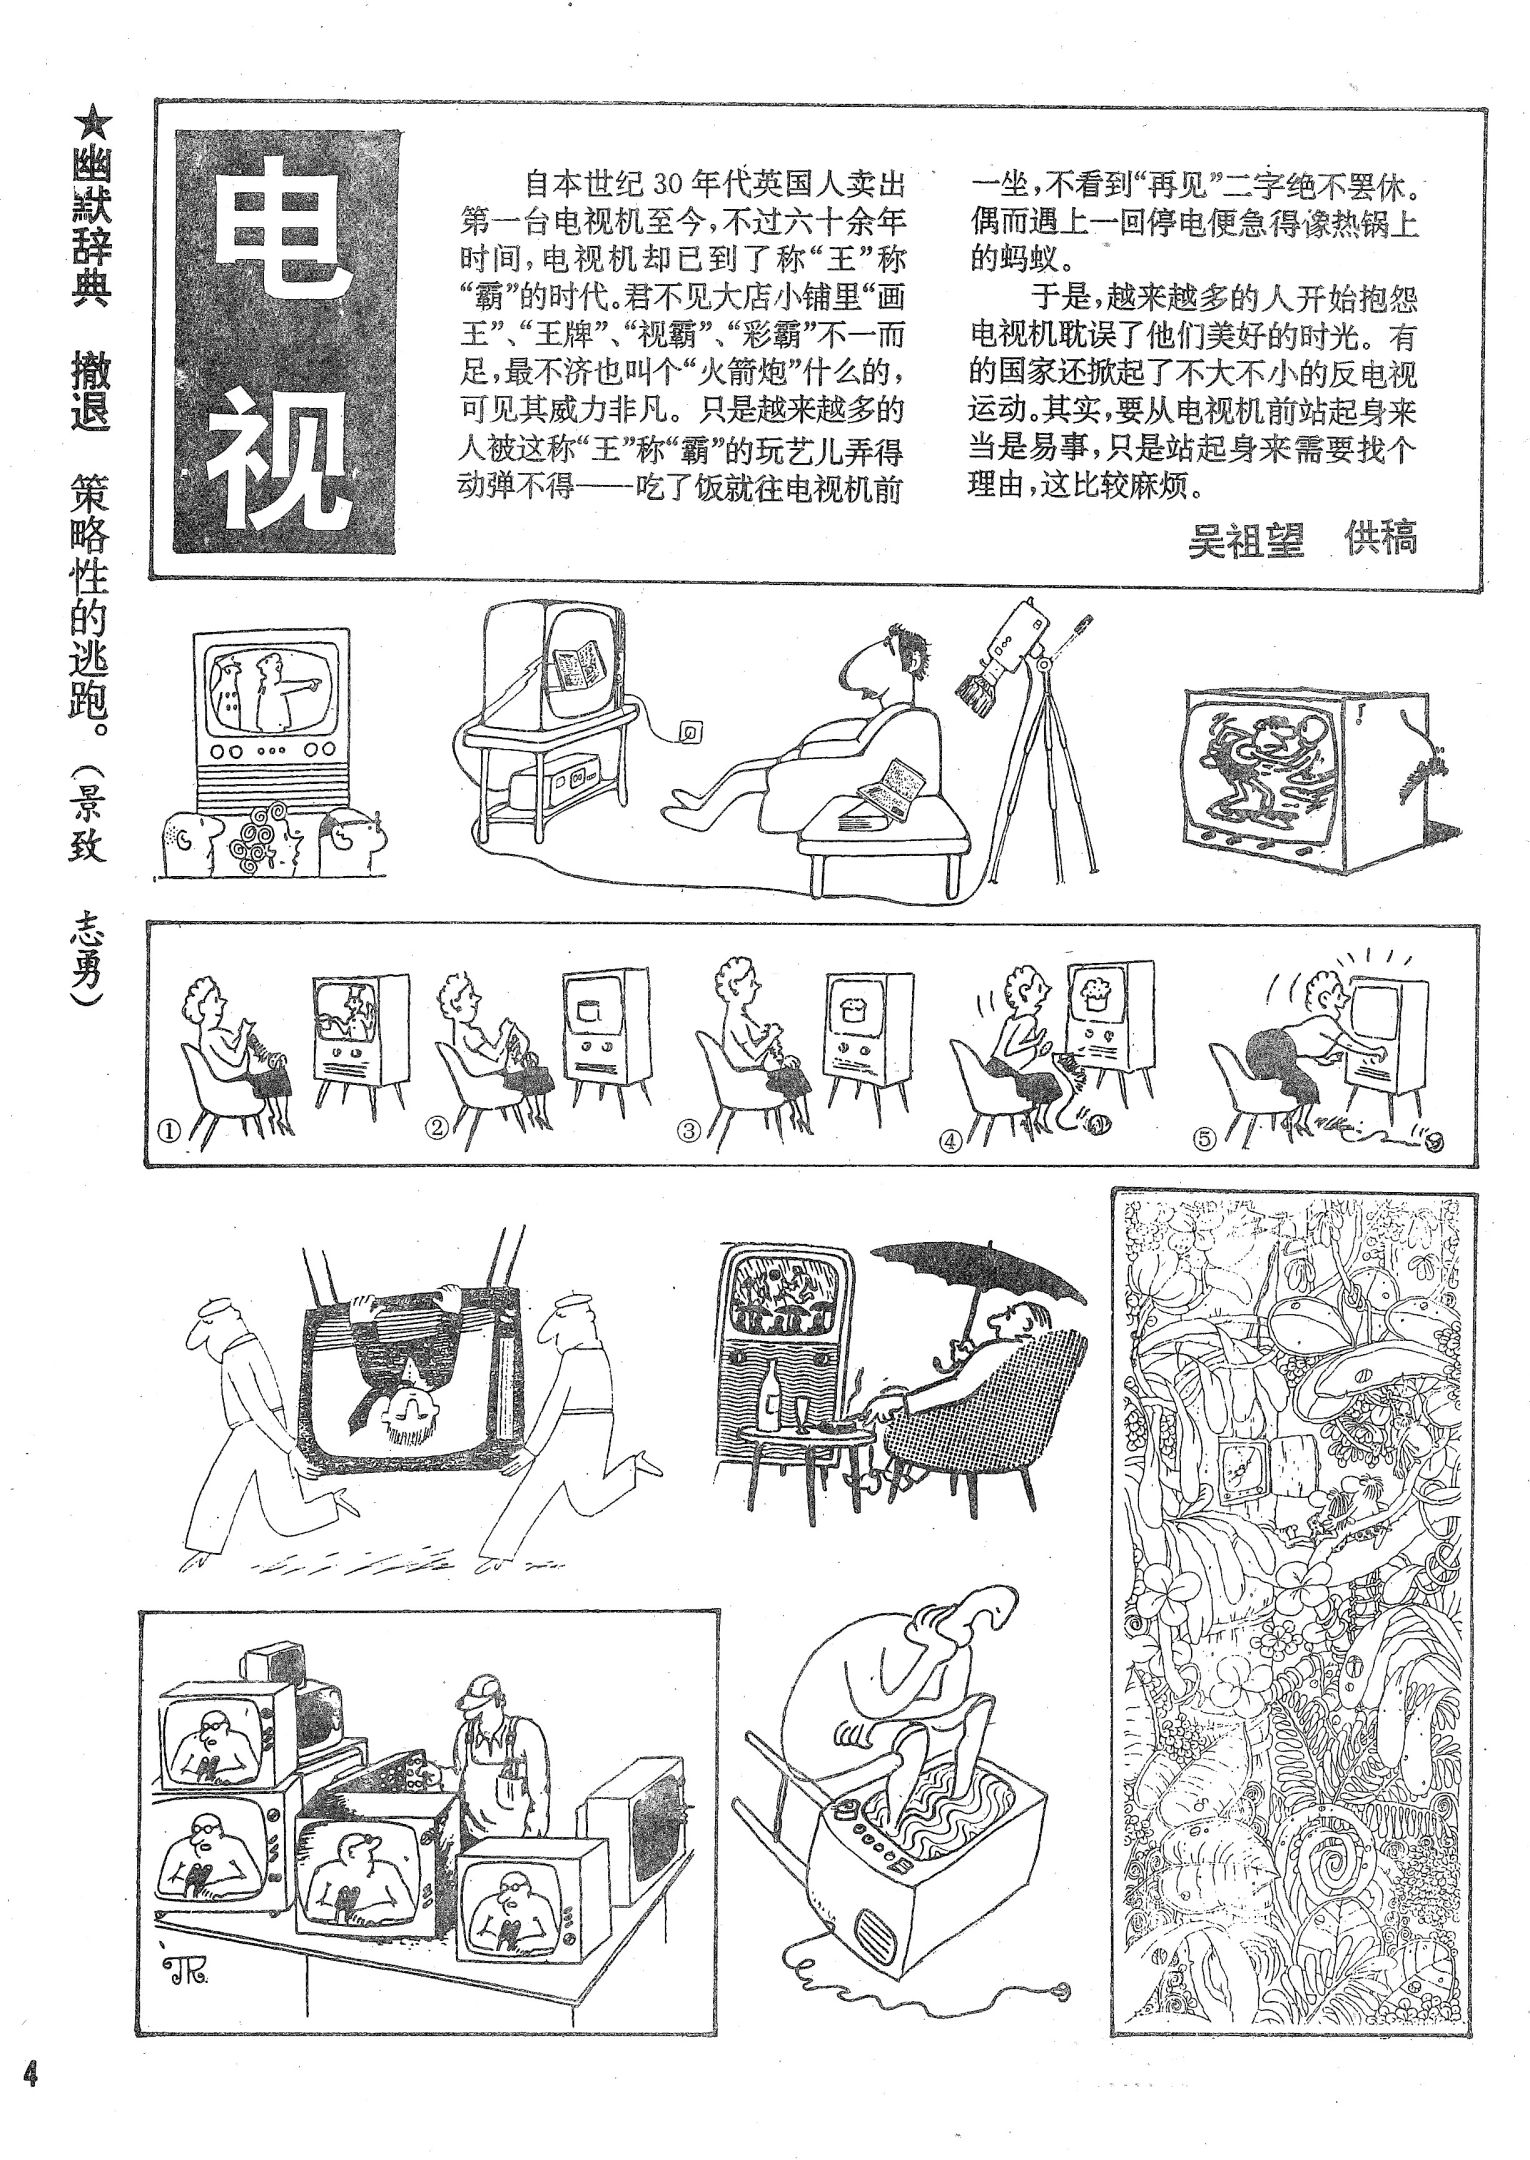 ★幽默辞典 撤退 策略性的逃跑。（景致 志勇）
电视
自本世纪30年代英国人卖出
第一台电视机至今，不过六十余年
时间，电视机却已到了称“王”称
“霸”的时代。君不见大店小铺里“画
王”、“王牌”、“视霸”、“彩霸”不一而
足，最不济也叫个“火箭炮”什么的，
可见其威力非凡。只是越来越多的
人被这称“王”称“霸”的玩艺儿弄得
动弹不得——吃了饭就往电视机前
一坐，不看到“再见”二字绝不罢休。
偶而遇上一回停电便急得像热锅上
的蚂蚁。
于是，越来越多的人开始抱怨
电视机耽误了他们美好的时光。有
的国家还掀起了不大不小的反电视
运动。其实，要从电视机前站起身来
当是易事，只是站起身来需要找个
理由，这比较麻烦。
吴祖望 供稿
① ② ③ ④ ⑤
JR.
4